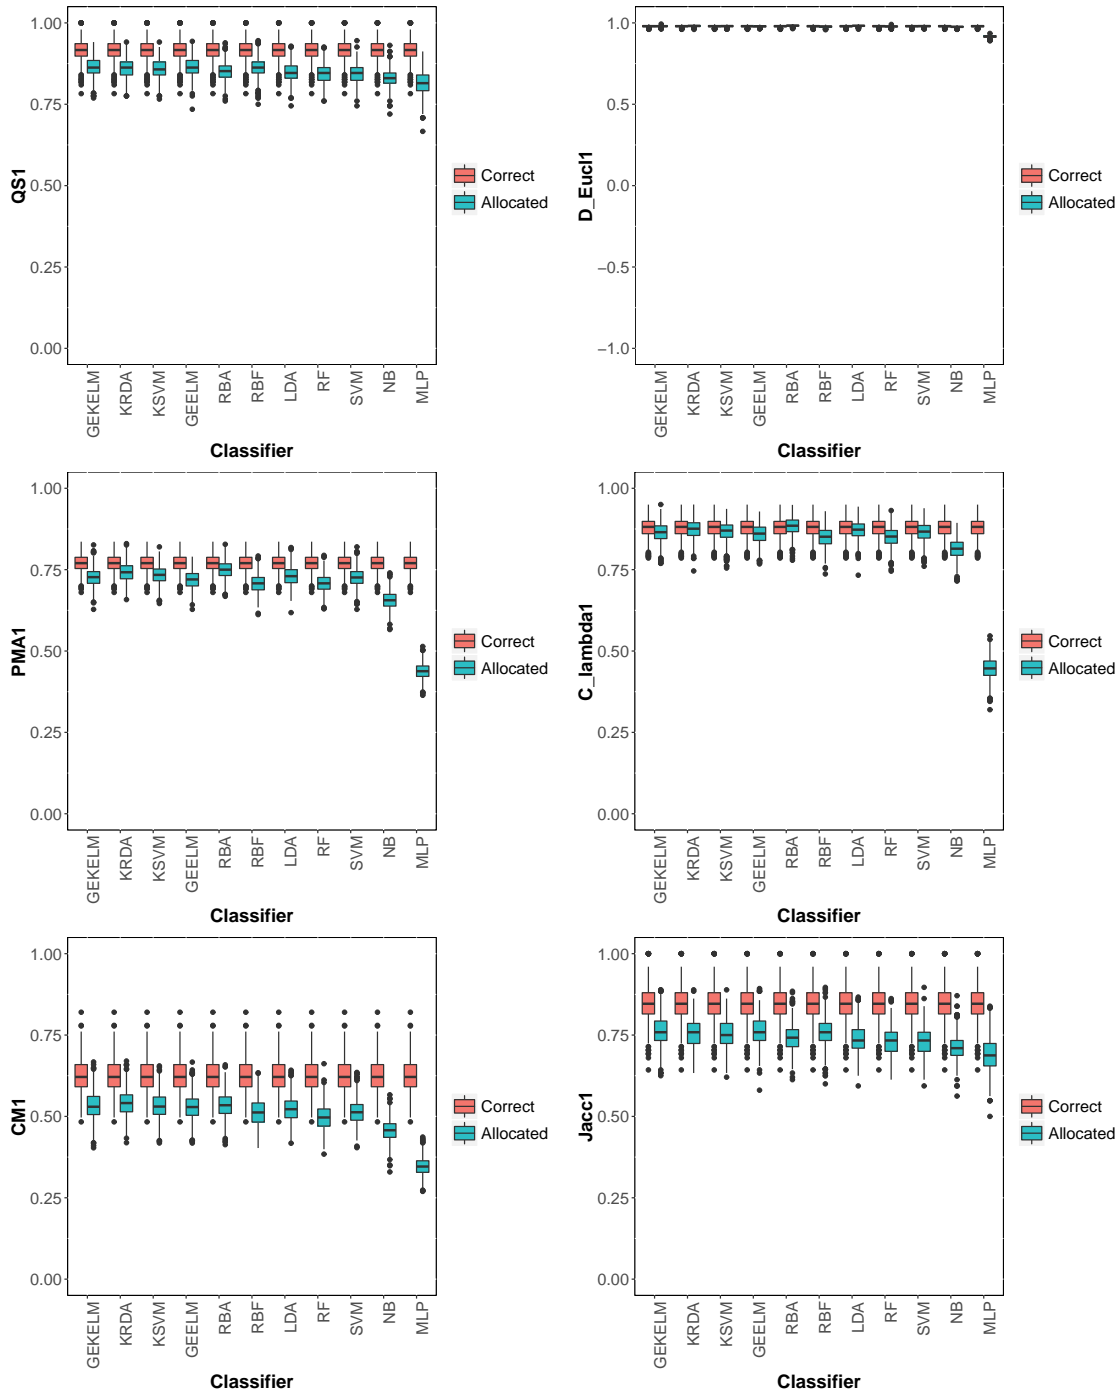 QS1
1.00
0.75
0.50
0.25
0.00
GEKELM
KRDA
KSVM
GEELM
RBA
RBF
LDA
RF
SVM
NB
MLP
Classifier
Correct
Allocated
D_Eucl1
1.0
0.5
0.0
−0.5
−1.0
GEKELM
KRDA
KSVM
GEELM
RBA
RBF
LDA
RF
SVM
NB
MLP
Classifier
Correct
Allocated
PMA1
1.00
0.75
0.50
0.25
0.00
GEKELM
KRDA
KSVM
GEELM
RBA
RBF
LDA
RF
SVM
NB
MLP
Classifier
Correct
Allocated
C_lambda1
1.00
0.75
0.50
0.25
0.00
GEKELM
KRDA
KSVM
GEELM
RBA
RBF
LDA
RF
SVM
NB
MLP
Classifier
Correct
Allocated
CM1
1.00
0.75
0.50
0.25
0.00
GEKELM
KRDA
KSVM
GEELM
RBA
RBF
LDA
RF
SVM
NB
MLP
Classifier
Correct
Allocated
Jacc1
1.00
0.75
0.50
0.25
0.00
GEKELM
KRDA
KSVM
GEELM
RBA
RBF
LDA
RF
SVM
NB
MLP
Classifier
Correct
Allocated